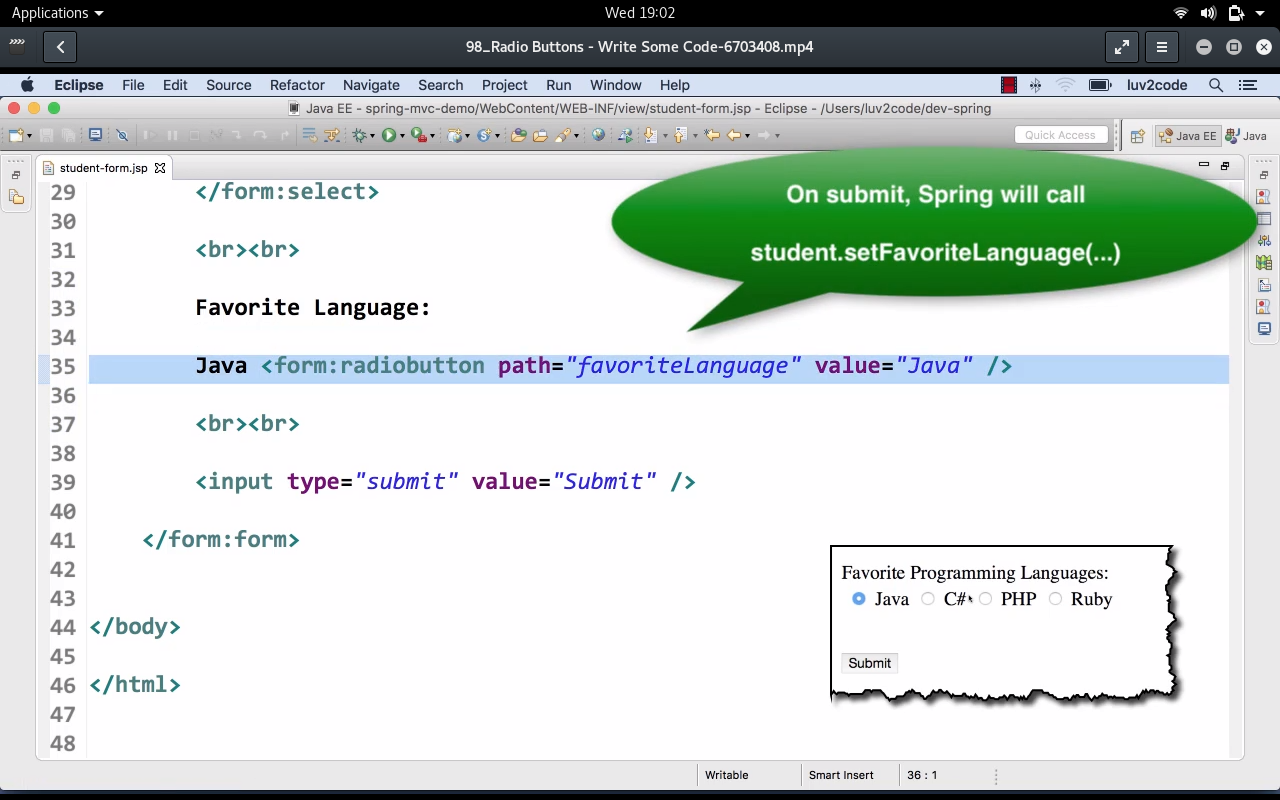 Applications
Wed 19:02
98_Radio Buttons - Write Some Code-6703408.mp4
Eclipse File Edit Source Refactor Navigate Search Project Run Window Help
luv2code
Java EE - spring-mvc-demo/WebContent/WEB-INF/view/student-form.jsp - Eclipse - /Users/luv2code/dev-spring
Quick Access
Java EE
Java
student-form.jsp
On submit, Spring will call
student.setFavoriteLanguage(...)
29 </form:select>
30
31 <br><br>
32
33 Favorite Language:
34
35 Java <form:radiobutton path="favoriteLanguage" value="Java" />
36
37 <br><br>
38
39 <input type="submit" value="Submit" />
40
41 </form:form>
42
43
44 </body>
45
46 </html>
47
48
Favorite Programming Languages:
Java C# PHP Ruby
Submit
Writable Smart Insert 36 : 1